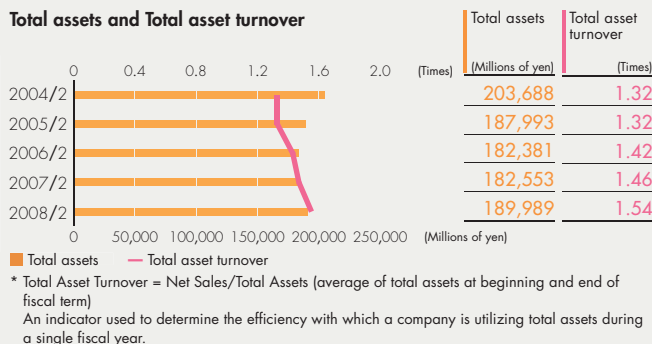 Total assets and Total asset turnover
Total assets
(Millions of yen)
Total asset
turnover
(Times)
0 0.4 0.8 1.2 1.6 2.0 (Times)
2004/2 203,688 1.32
2005/2 187,993 1.32
2006/2 182,381 1.42
2007/2 182,553 1.46
2008/2 189,989 1.54
0 50,000 100,000 150,000 200,000 250,000 (Millions of yen)
Total assets Total asset turnover
* Total Asset Turnover = Net Sales/Total Assets (average of total assets at beginning and end of
fiscal term)
An indicator used to determine the efficiency with which a company is utilizing total assets during
a single fiscal year.